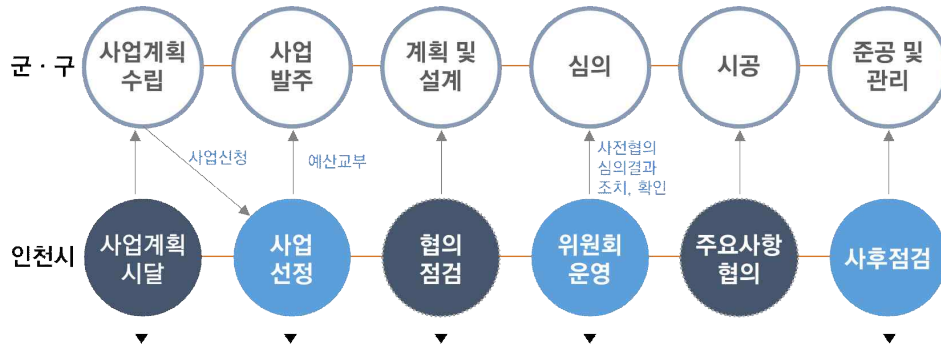 군 · 구
사업계획
수립
사업
발주
계획 및
설계
심의
시공
준공 및
관리
사업신청
예산교부
사전협의
심의결과
조치, 확인
인천시
사업계획
시달
사업
선정
협의
점검
위원회
운영
주요사항
협의
사후점검